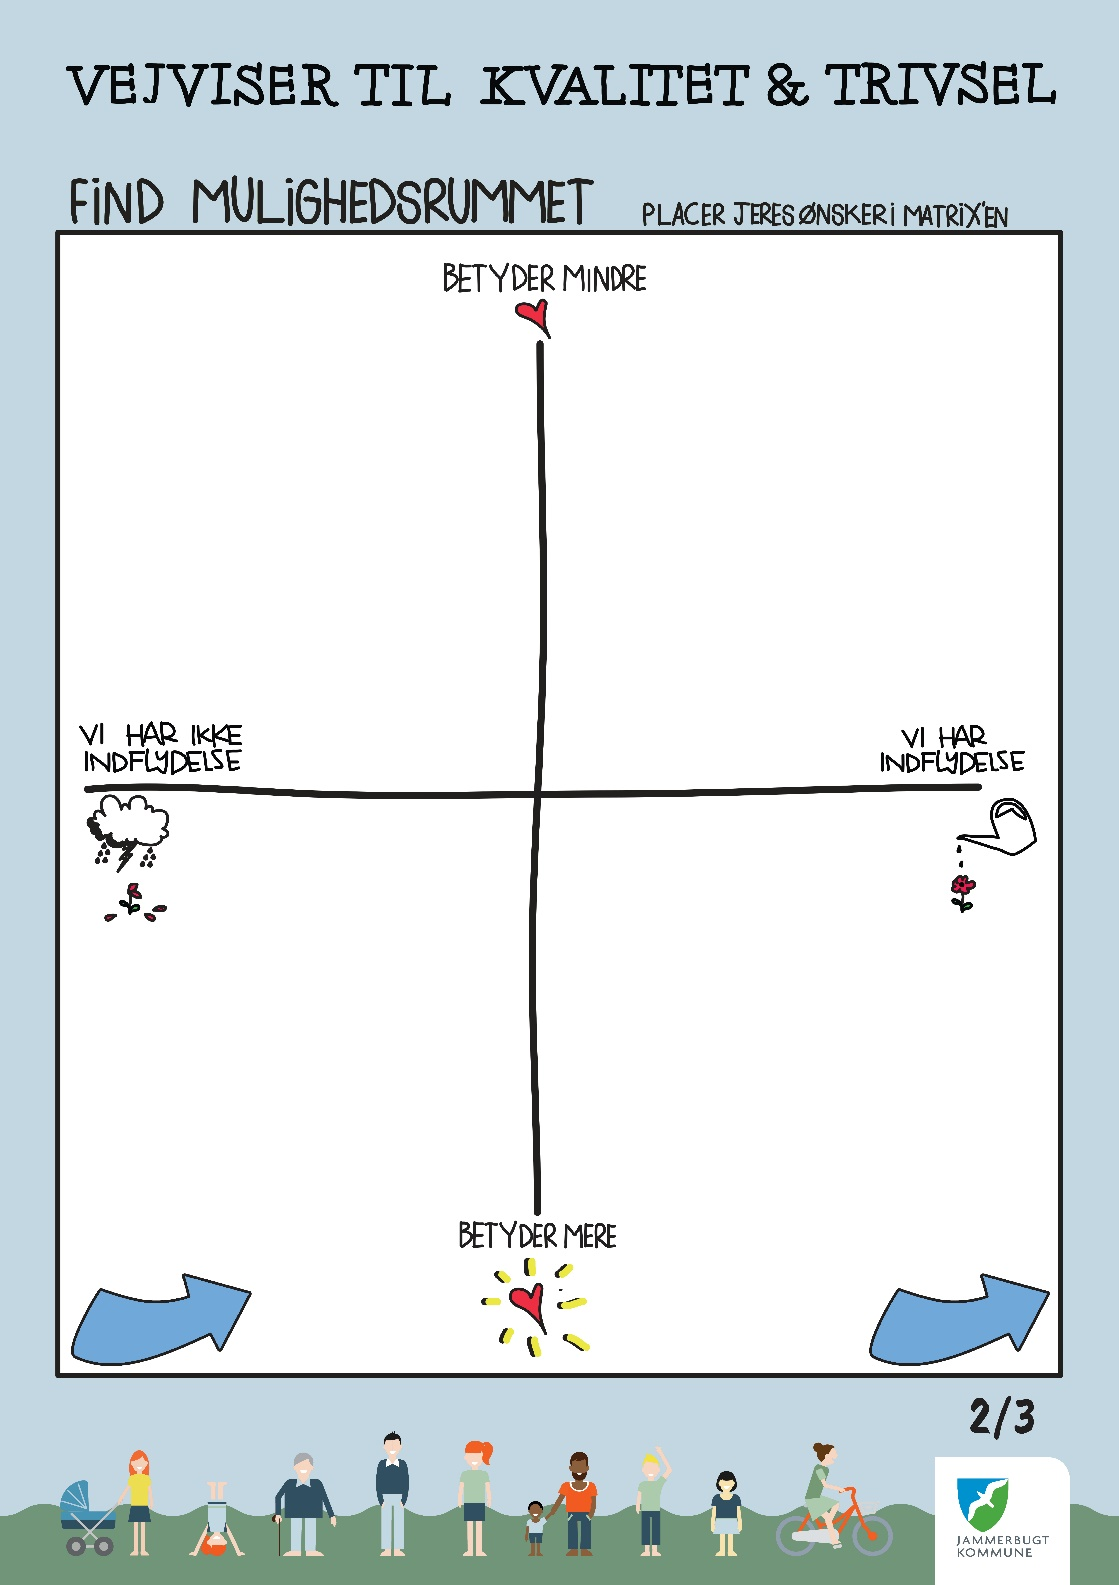 VEJVISER TIL KVALITET & TRIVSEL
FIND MULIGHEDSRUMMET PLACER JERES ØNSKER I MATRIX'EN
BETYDER MINDRE
VI HAR IKKE
INDFLYDELSE
VI HAR
INDFLYDELSE
BETYDER MERE
2/3
JAMMERBUGT
KOMMUNE